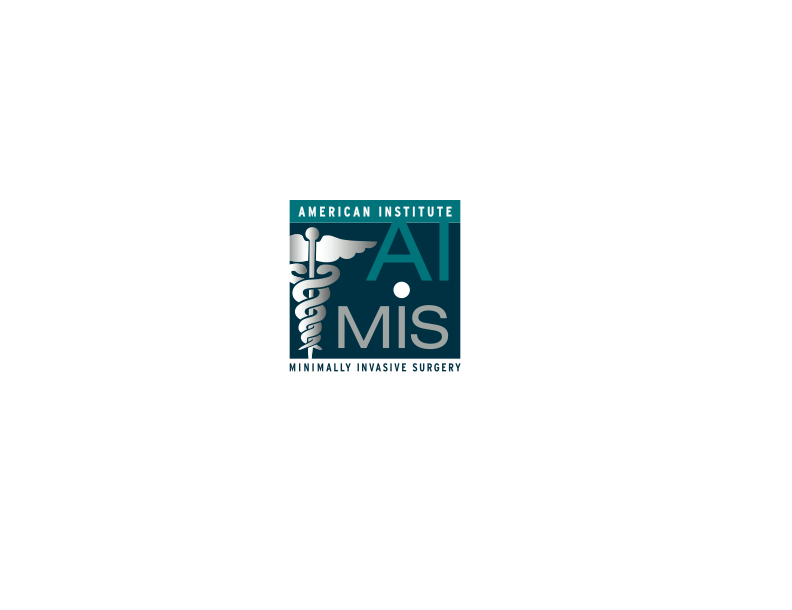 AMERICAN INSTITUTE
AI
MIS
MINIMALLY INVASIVE SURGERY